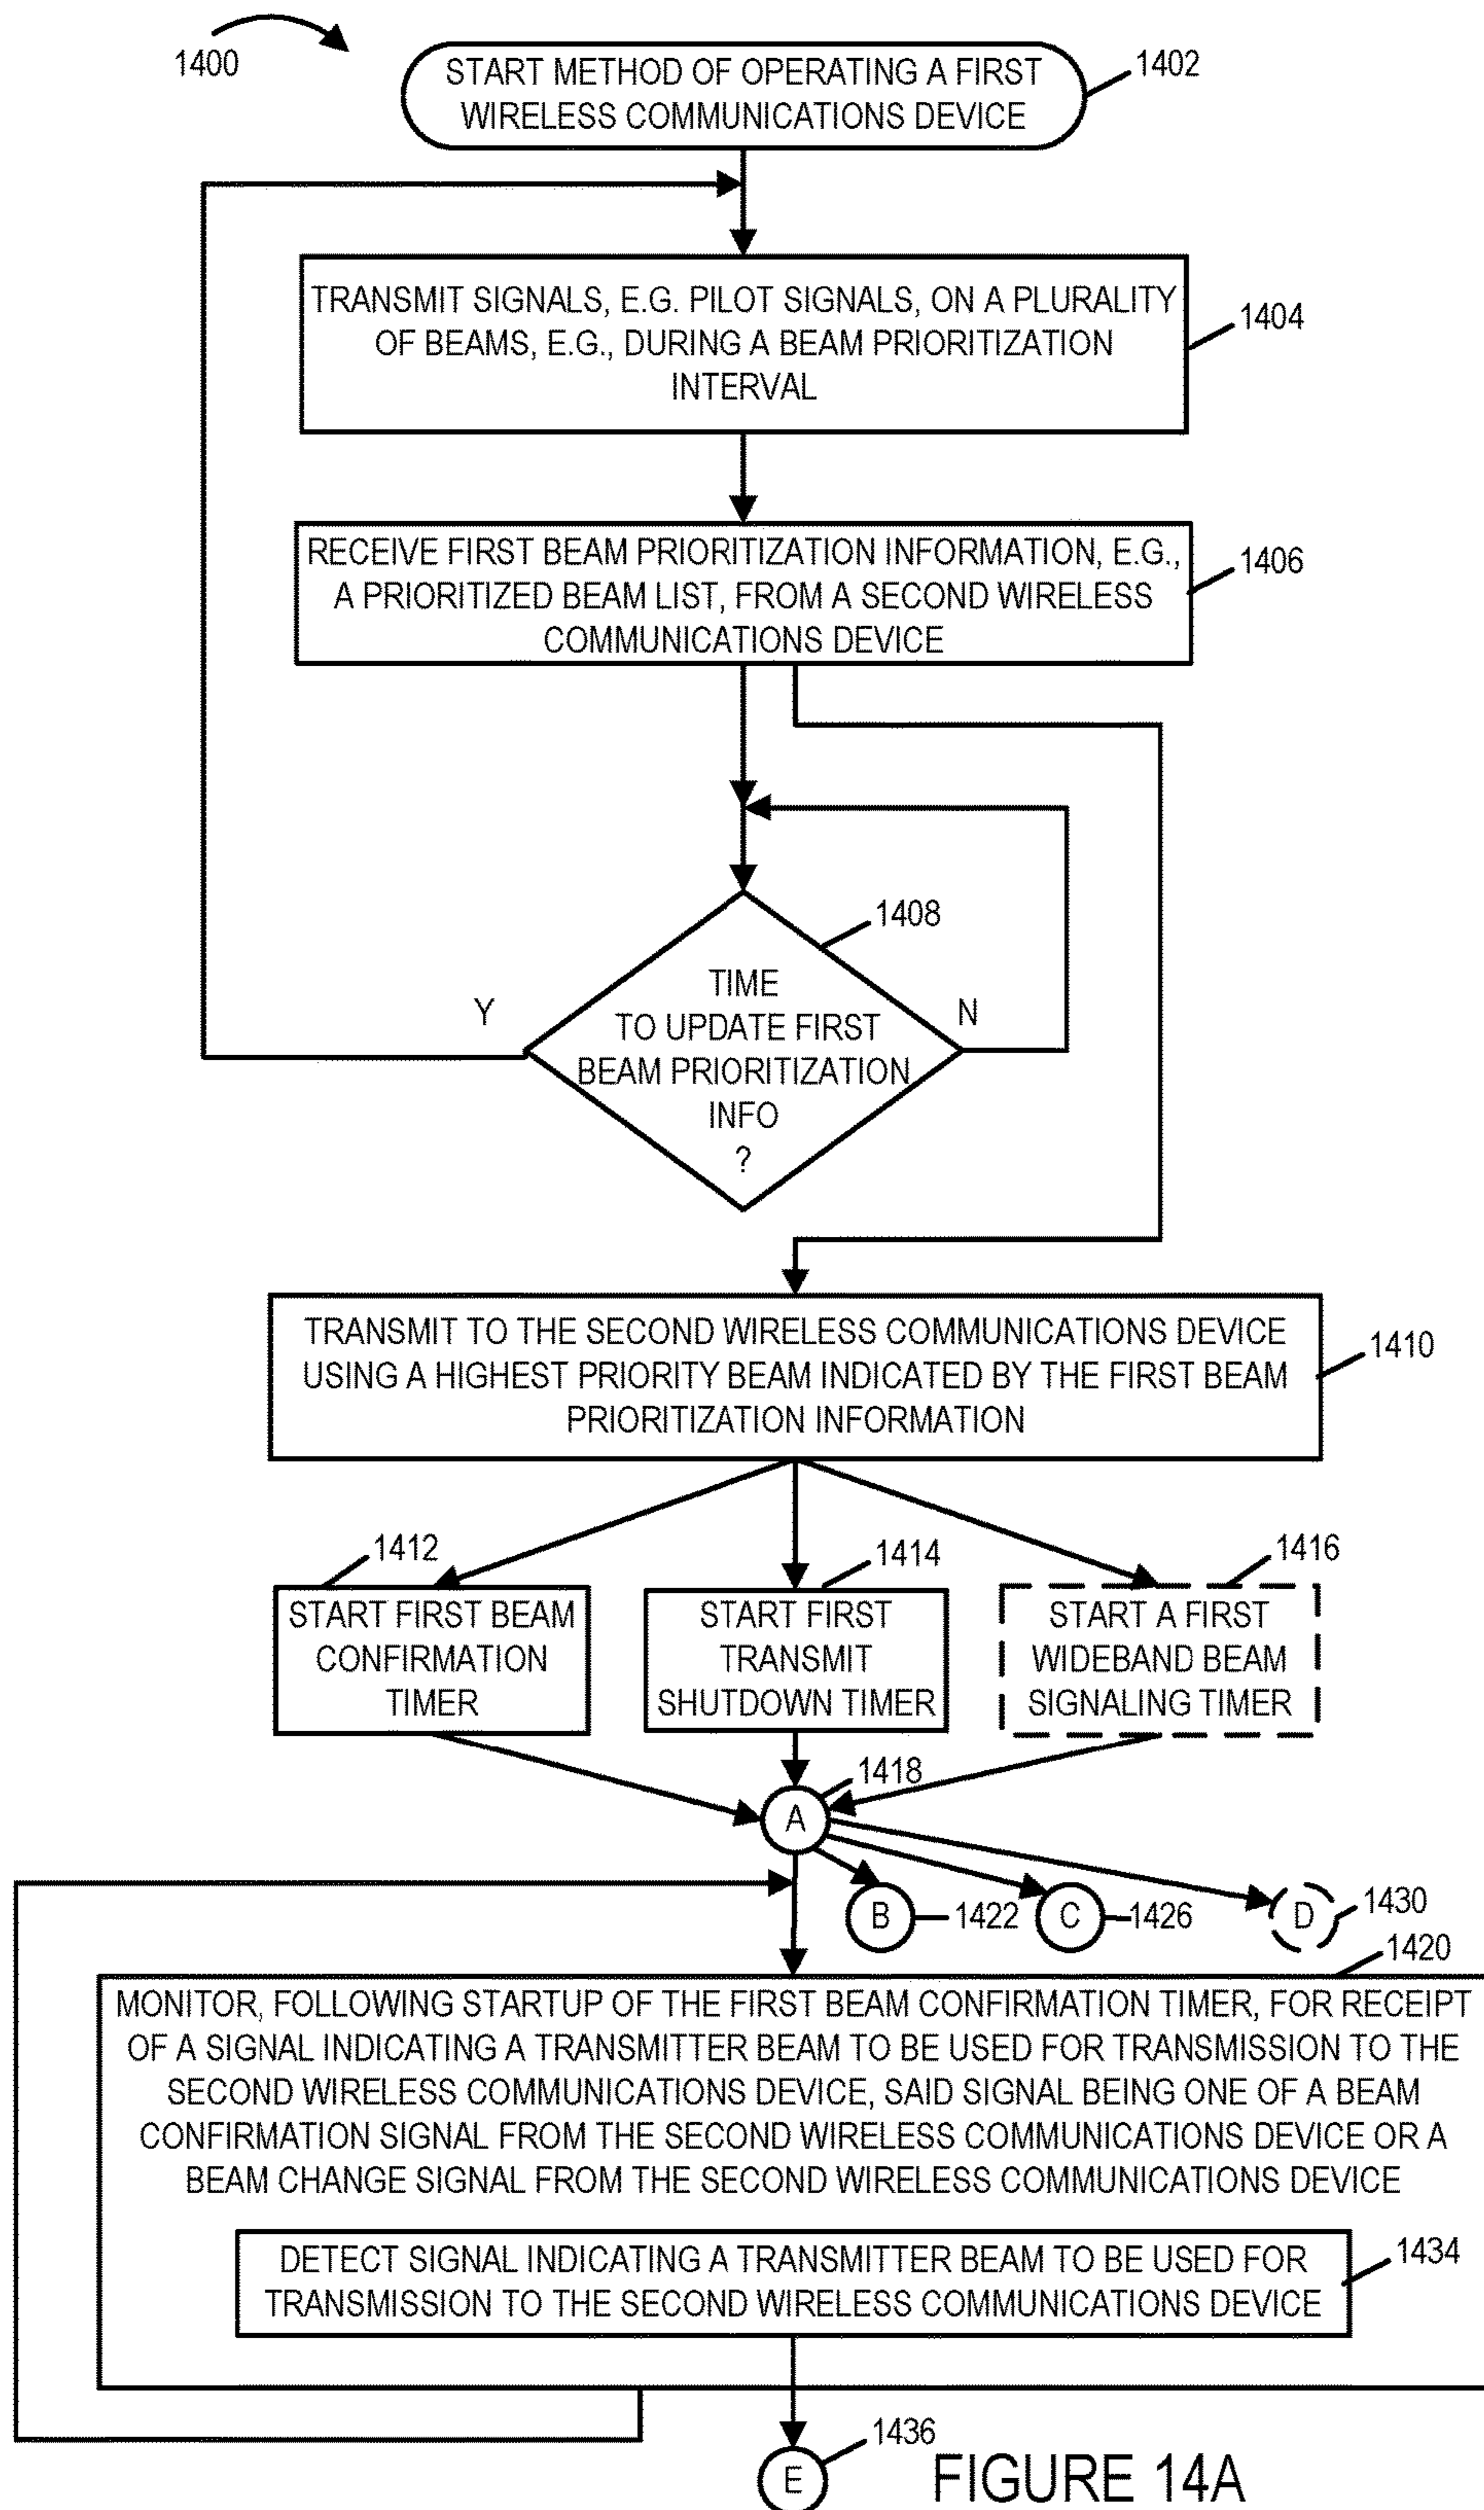 1400
START METHOD OF OPERATING A FIRST
WIRELESS COMMUNICATIONS DEVICE
1402
TRANSMIT SIGNALS, E.G. PILOT SIGNALS, ON A PLURALITY
OF BEAMS, E.G., DURING A BEAM PRIORITIZATION
INTERVAL
1404
RECEIVE FIRST BEAM PRIORITIZATION INFORMATION, E.G.,
A PRIORITIZED BEAM LIST, FROM A SECOND WIRELESS
COMMUNICATIONS DEVICE
1406
1408
TIME
TO UPDATE FIRST
BEAM PRIORITIZATION
INFO
?
Y
N
TRANSMIT TO THE SECOND WIRELESS COMMUNICATIONS DEVICE
USING A HIGHEST PRIORITY BEAM INDICATED BY THE FIRST BEAM
PRIORITIZATION INFORMATION
1410
1412
START FIRST BEAM
CONFIRMATION
TIMER
1414
START FIRST
TRANSMIT
SHUTDOWN TIMER
1416
START A FIRST
WIDEBAND BEAM
SIGNALING TIMER
1418
A
B
1422
C
1426
D
1430
1420
MONITOR, FOLLOWING STARTUP OF THE FIRST BEAM CONFIRMATION TIMER, FOR RECEIPT
OF A SIGNAL INDICATING A TRANSMITTER BEAM TO BE USED FOR TRANSMISSION TO THE
SECOND WIRELESS COMMUNICATIONS DEVICE, SAID SIGNAL BEING ONE OF A BEAM
CONFIRMATION SIGNAL FROM THE SECOND WIRELESS COMMUNICATIONS DEVICE OR A
BEAM CHANGE SIGNAL FROM THE SECOND WIRELESS COMMUNICATIONS DEVICE
DETECT SIGNAL INDICATING A TRANSMITTER BEAM TO BE USED FOR
TRANSMISSION TO THE SECOND WIRELESS COMMUNICATIONS DEVICE
1434
1436
E
FIGURE 14A